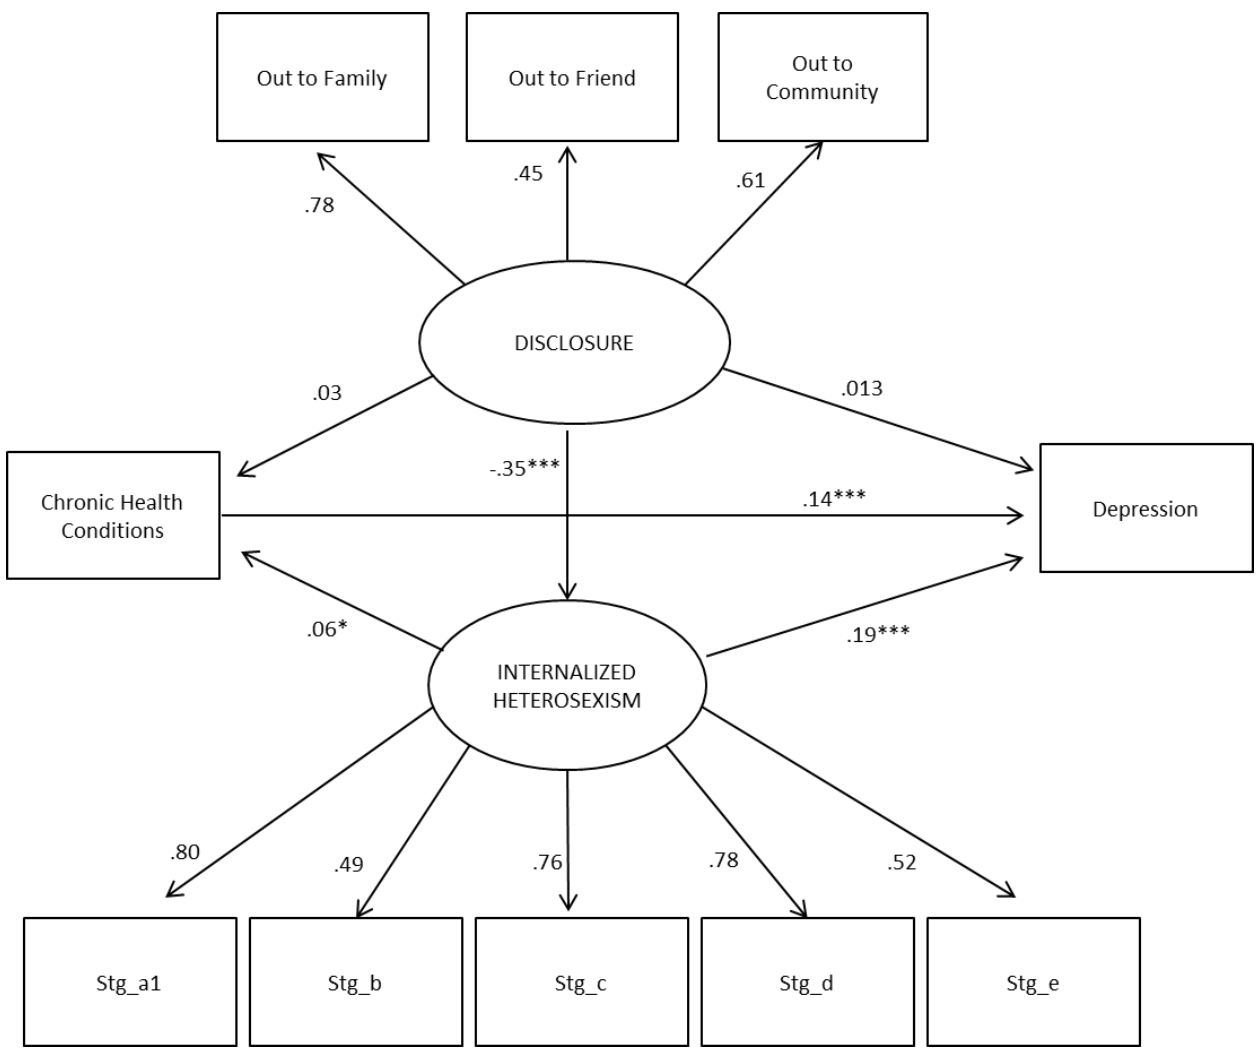 Out to Family
Out to Friend
Out to
Community
.78
.45
.61
DISCLOSURE
.03
.013
-.35***
Chronic Health
Conditions
.14***
Depression
.06*
.19***
INTERNALIZED
HETEROSEXISM
.80
.49
.76
.78
.52
Stg_a1
Stg_b
Stg_c
Stg_d
Stg_e